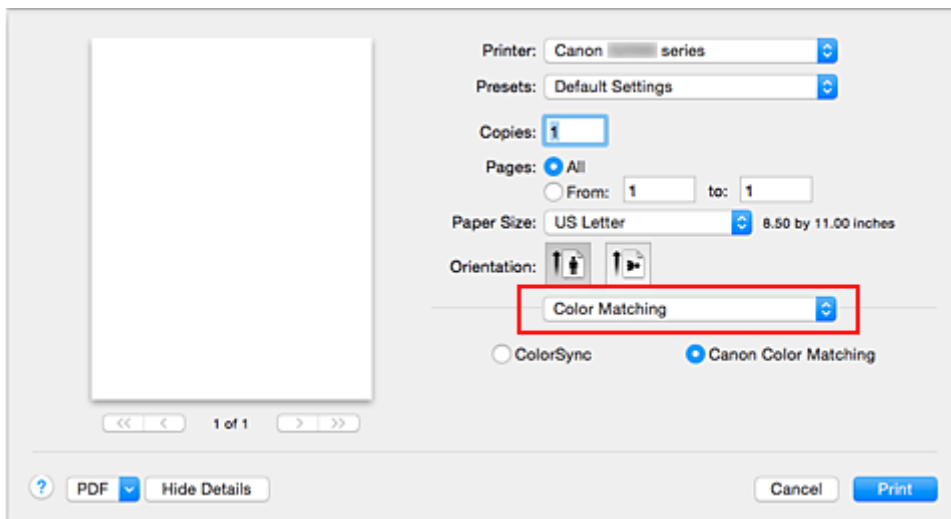 Printer: Canon series
Presets: Default Settings
Copies: 1
Pages: All
From: 1 to: 1
Paper Size: US Letter 8.50 by 11.00 inches
Orientation:
Color Matching
ColorSync Canon Color Matching
<< < 1 of 1 > >>
? PDF Hide Details Cancel Print